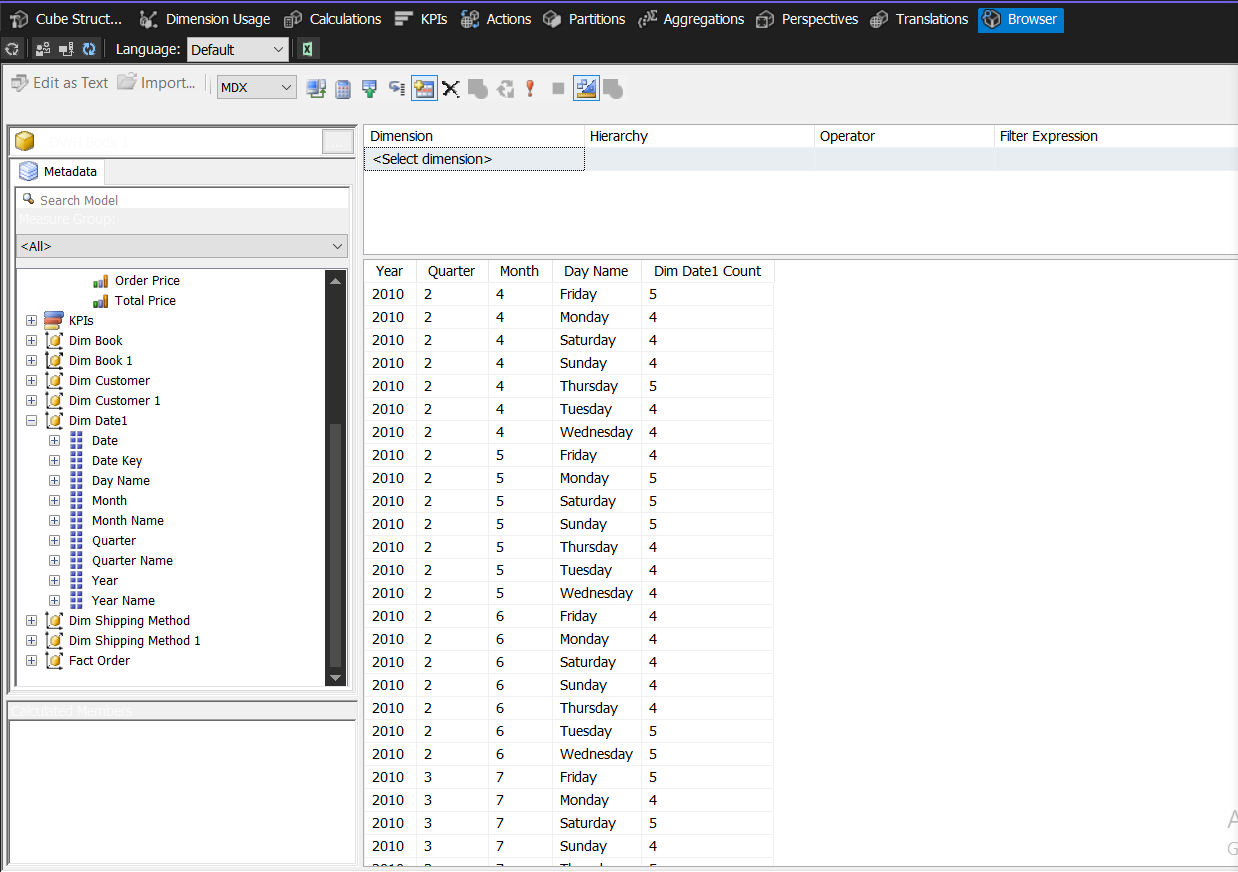 Cube Struct... Dimension Usage Calculations KPIs Actions Partitions Aggregations Perspectives Translations Browser
Language: Default
Edit as Text Import... MDX
Metadata
Search Model
Measure Group:
<All>
Order Price
Total Price
KPIs
Dim Book
Dim Book 1
Dim Customer
Dim Customer 1
Dim Date1
Date
Date Key
Day Name
Month
Month Name
Quarter
Quarter Name
Year
Year Name
Dim Shipping Method
Dim Shipping Method 1
Fact Order
Calculated Members
Dimension Hierarchy Operator Filter Expression
<Select dimension>
Year Quarter Month Day Name Dim Date1 Count
2010 2 4 Friday 5
2010 2 4 Monday 4
2010 2 4 Saturday 4
2010 2 4 Sunday 4
2010 2 4 Thursday 5
2010 2 4 Tuesday 4
2010 2 4 Wednesday 4
2010 2 5 Friday 4
2010 2 5 Monday 5
2010 2 5 Saturday 5
2010 2 5 Sunday 5
2010 2 5 Thursday 4
2010 2 5 Tuesday 4
2010 2 5 Wednesday 4
2010 2 6 Friday 4
2010 2 6 Monday 4
2010 2 6 Saturday 4
2010 2 6 Sunday 4
2010 2 6 Thursday 4
2010 2 6 Tuesday 5
2010 2 6 Wednesday 5
2010 3 7 Friday 5
2010 3 7 Monday 4
2010 3 7 Saturday 5
2010 3 7 Sunday 4